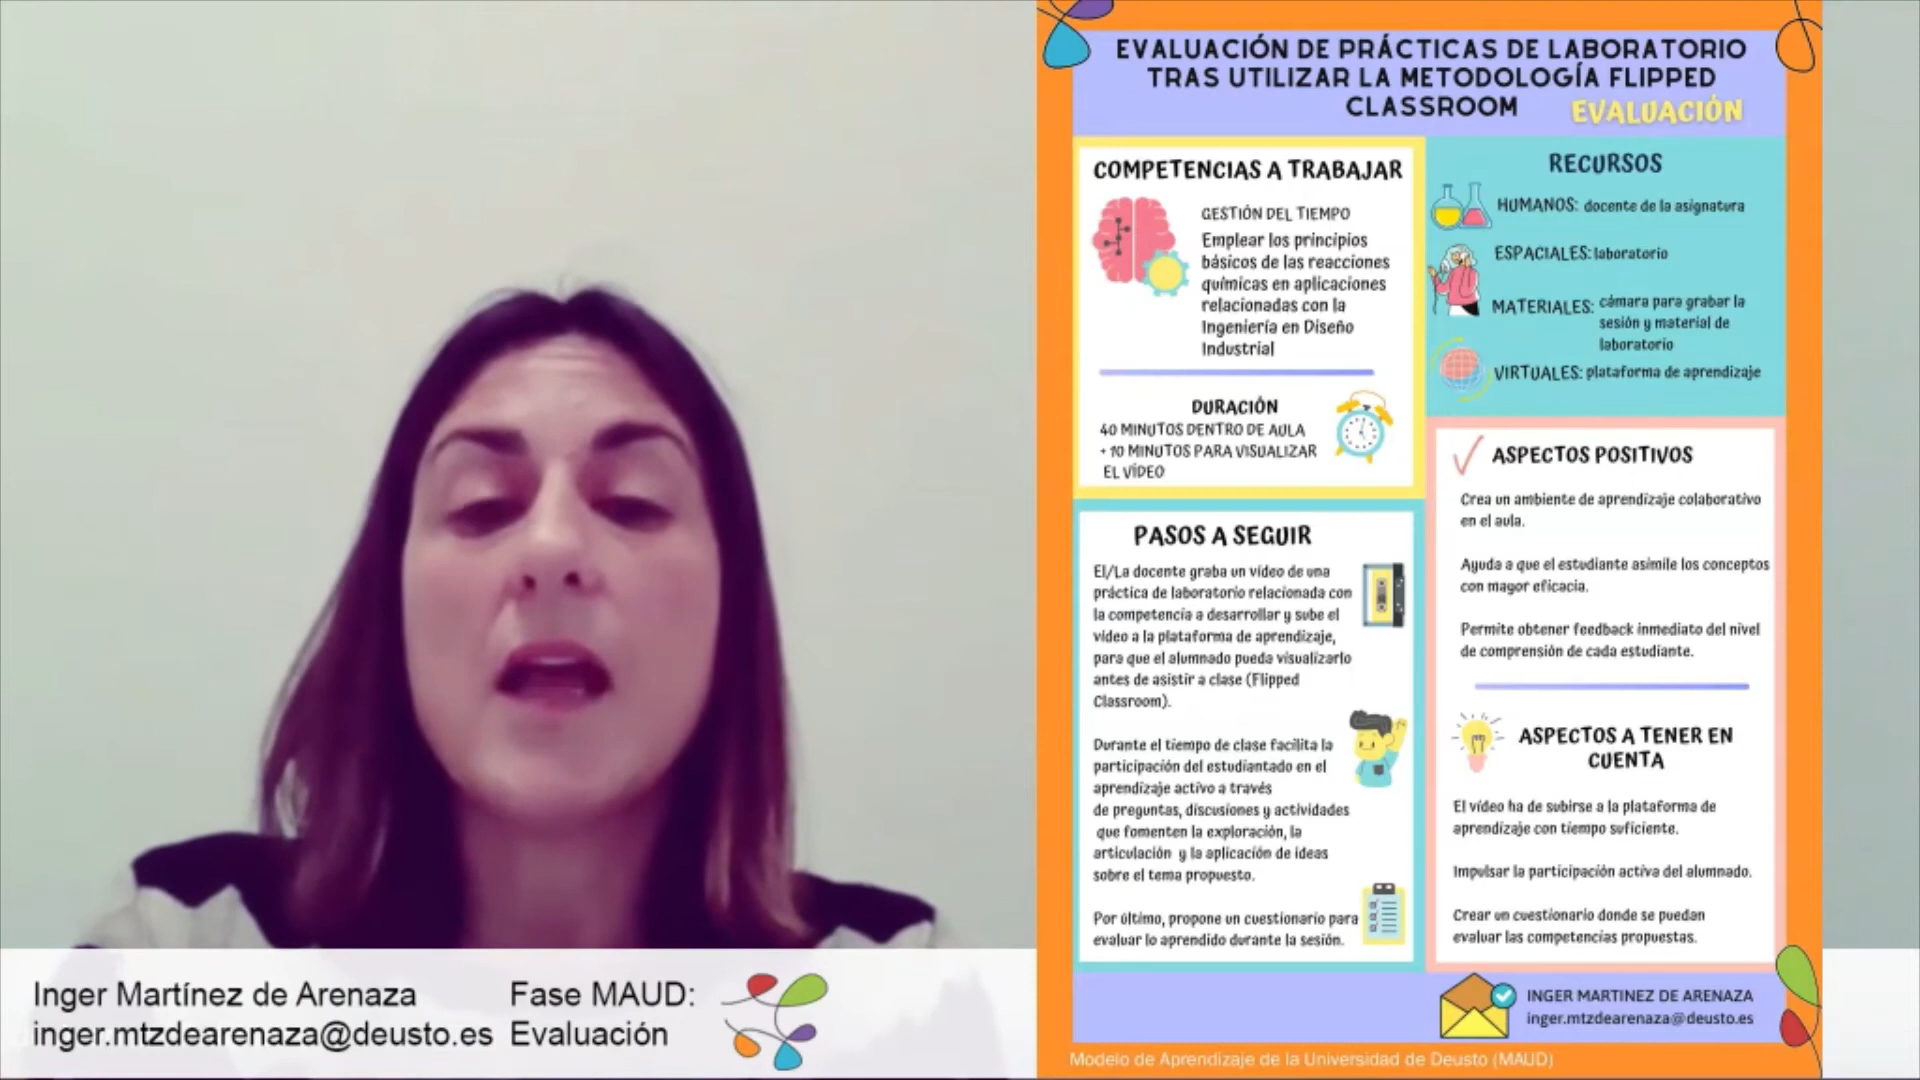 EVALUACIÓN DE PRÁCTICAS DE LABORATORIO
TRAS UTILIZAR LA METODOLOGÍA FLIPPED
CLASSROOM
EVALUACIÓN
COMPETENCIAS A TRABAJAR
GESTIÓN DEL TIEMPO
Emplear los principios
básicos de las reacciones
químicas en aplicaciones
relacionadas con la
Ingeniería en Diseño
Industrial
DURACIÓN
40 MINUTOS DENTRO DE AULA
+ 10 MINUTOS PARA VISUALIZAR
EL VÍDEO
RECURSOS
HUMANOS: docente de la asignatura
ESPACIALES: laboratorio
MATERIALES: cámara para grabar la
sesión y material de
laboratorio
VIRTUALES: plataforma de aprendizaje
PASOS A SEGUIR
El/La docente graba un vídeo de una
práctica de laboratorio relacionada con
la competencia a desarrollar y sube el
vídeo a la plataforma de aprendizaje,
para que el alumnado pueda visualizarlo
antes de asistir a clase (Flipped
Classroom).
Durante el tiempo de clase facilita la
participación del estudiantado en el
aprendizaje activo a través
de preguntas, discusiones y actividades
que fomenten la exploración, la
articulación y la aplicación de ideas
sobre el tema propuesto.
Por último, propone un cuestionario para
evaluar lo aprendido durante la sesión.
ASPECTOS POSITIVOS
Crea un ambiente de aprendizaje colaborativo
en el aula.
Ayuda a que el estudiante asimile los conceptos
con mayor eficacia.
Permite obtener feedback inmediato del nivel
de comprensión de cada estudiante.
ASPECTOS A TENER EN
CUENTA
El vídeo ha de subirse a la plataforma de
aprendizaje con tiempo suficiente.
Impulsar la participación activa del alumnado.
Crear un cuestionario donde se puedan
evaluar las competencias propuestas.
INGER MARTINEZ DE ARENAZA
inger.mtzdearenaza@deusto.es
Modelo de Aprendizaje de la Universidad de Deusto (MAUD)
Inger Martínez de Arenaza
inger.mtzdearenaza@deusto.es
Fase MAUD:
Evaluación